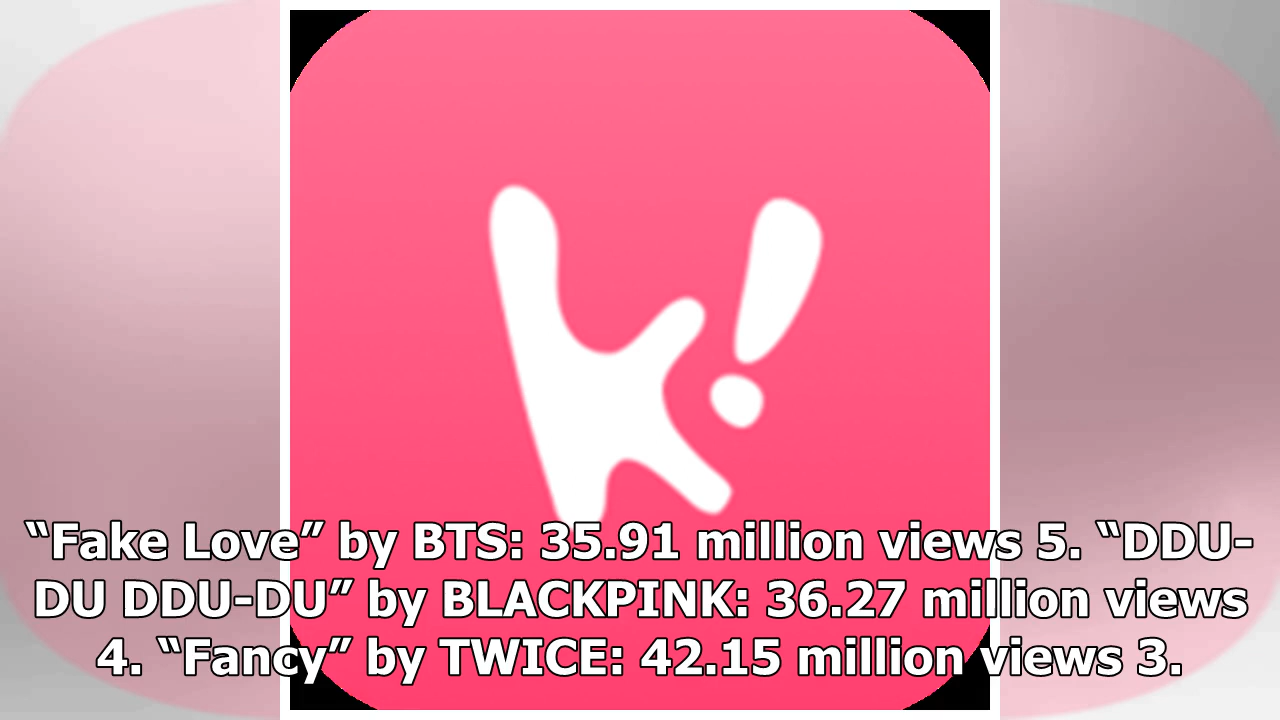 k!
“Fake Love” by BTS: 35.91 million views 5. “DDU-
DU DDU-DU” by BLACKPINK: 36.27 million views
4. “Fancy” by TWICE: 42.15 million views 3.